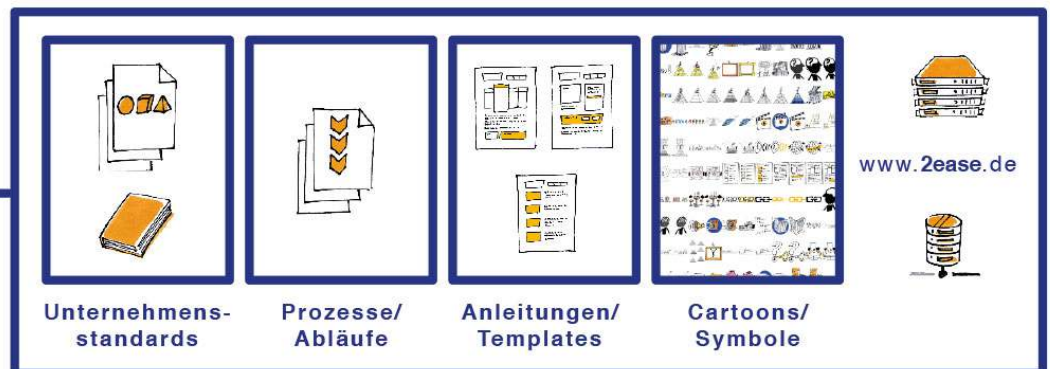 www.2ease.de
Unternehmens-
standards
Prozesse/
Abläufe
Anleitungen/
Templates
Cartoons/
Symbole